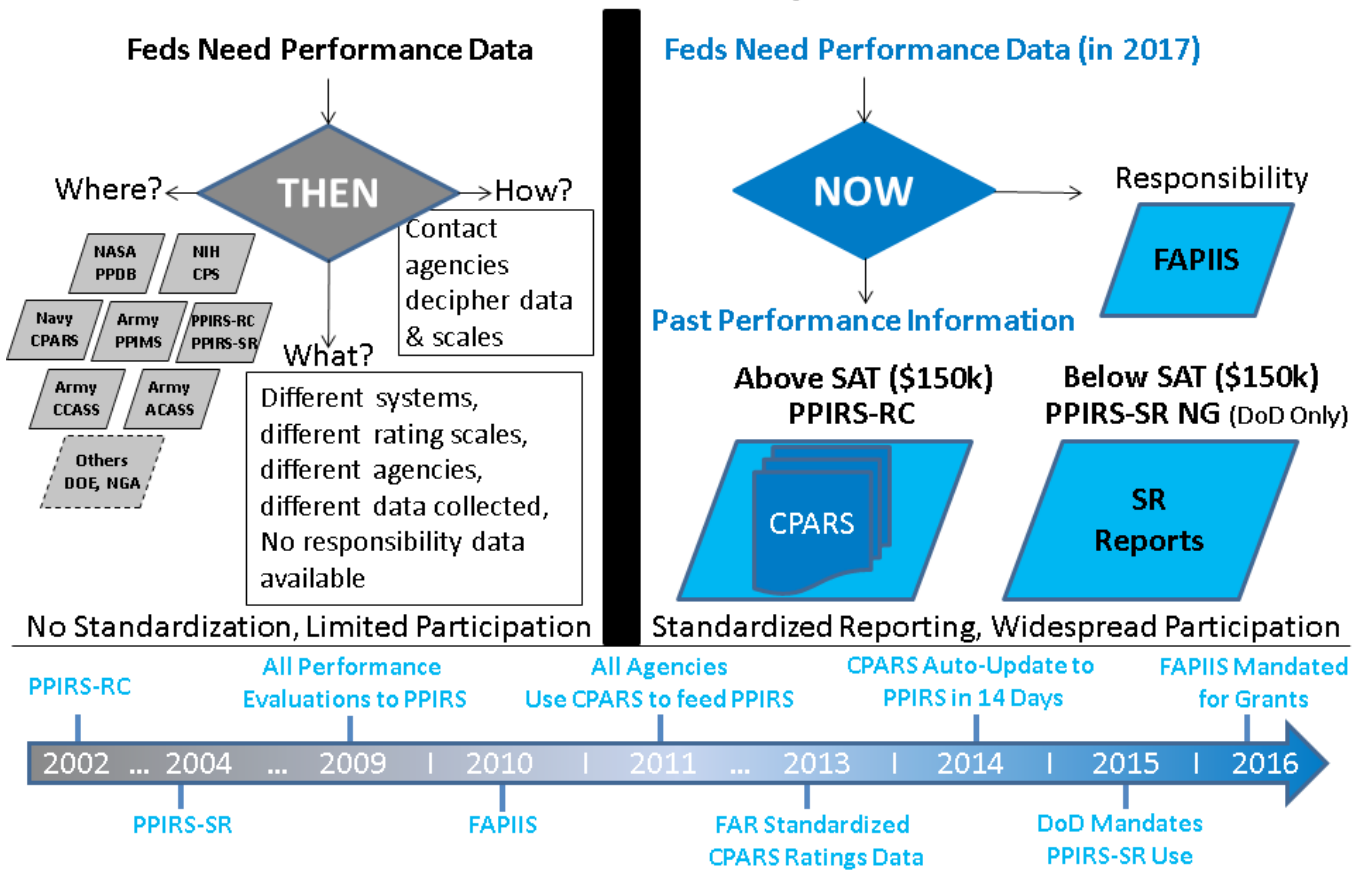 Feds Need Performance Data
THEN
Where?
How?
Contact
agencies
decipher data
& scales
NASA
PPDB
NIH
CPS
Navy
CPARS
Army
PPIMS
PPIRS-RC
PPIRS-SR
Army
CCASS
Army
ACASS
Others
DOE, NGA
What?
Different systems,
different rating scales,
different agencies,
different data collected,
No responsibility data
available
No Standardization, Limited Participation
Feds Need Performance Data (in 2017)
NOW
Responsibility
FAPIIS
Past Performance Information
Above SAT ($150k)
PPIRS-RC
CPARS
Below SAT ($150k)
PPIRS-SR NG (DoD Only)
SR
Reports
Standardized Reporting, Widespread Participation
PPIRS-RC
All Performance
Evaluations to PPIRS
All Agencies
Use CPARS to feed PPIRS
CPARS Auto-Update to
PPIRS in 14 Days
FAPIIS Mandated
for Grants
2002 ... 2004 ... 2009 | 2010 | 2011 ... 2013 | 2014 | 2015 | 2016
PPIRS-SR
FAPIIS
FAR Standardized
CPARS Ratings Data
DoD Mandates
PPIRS-SR Use